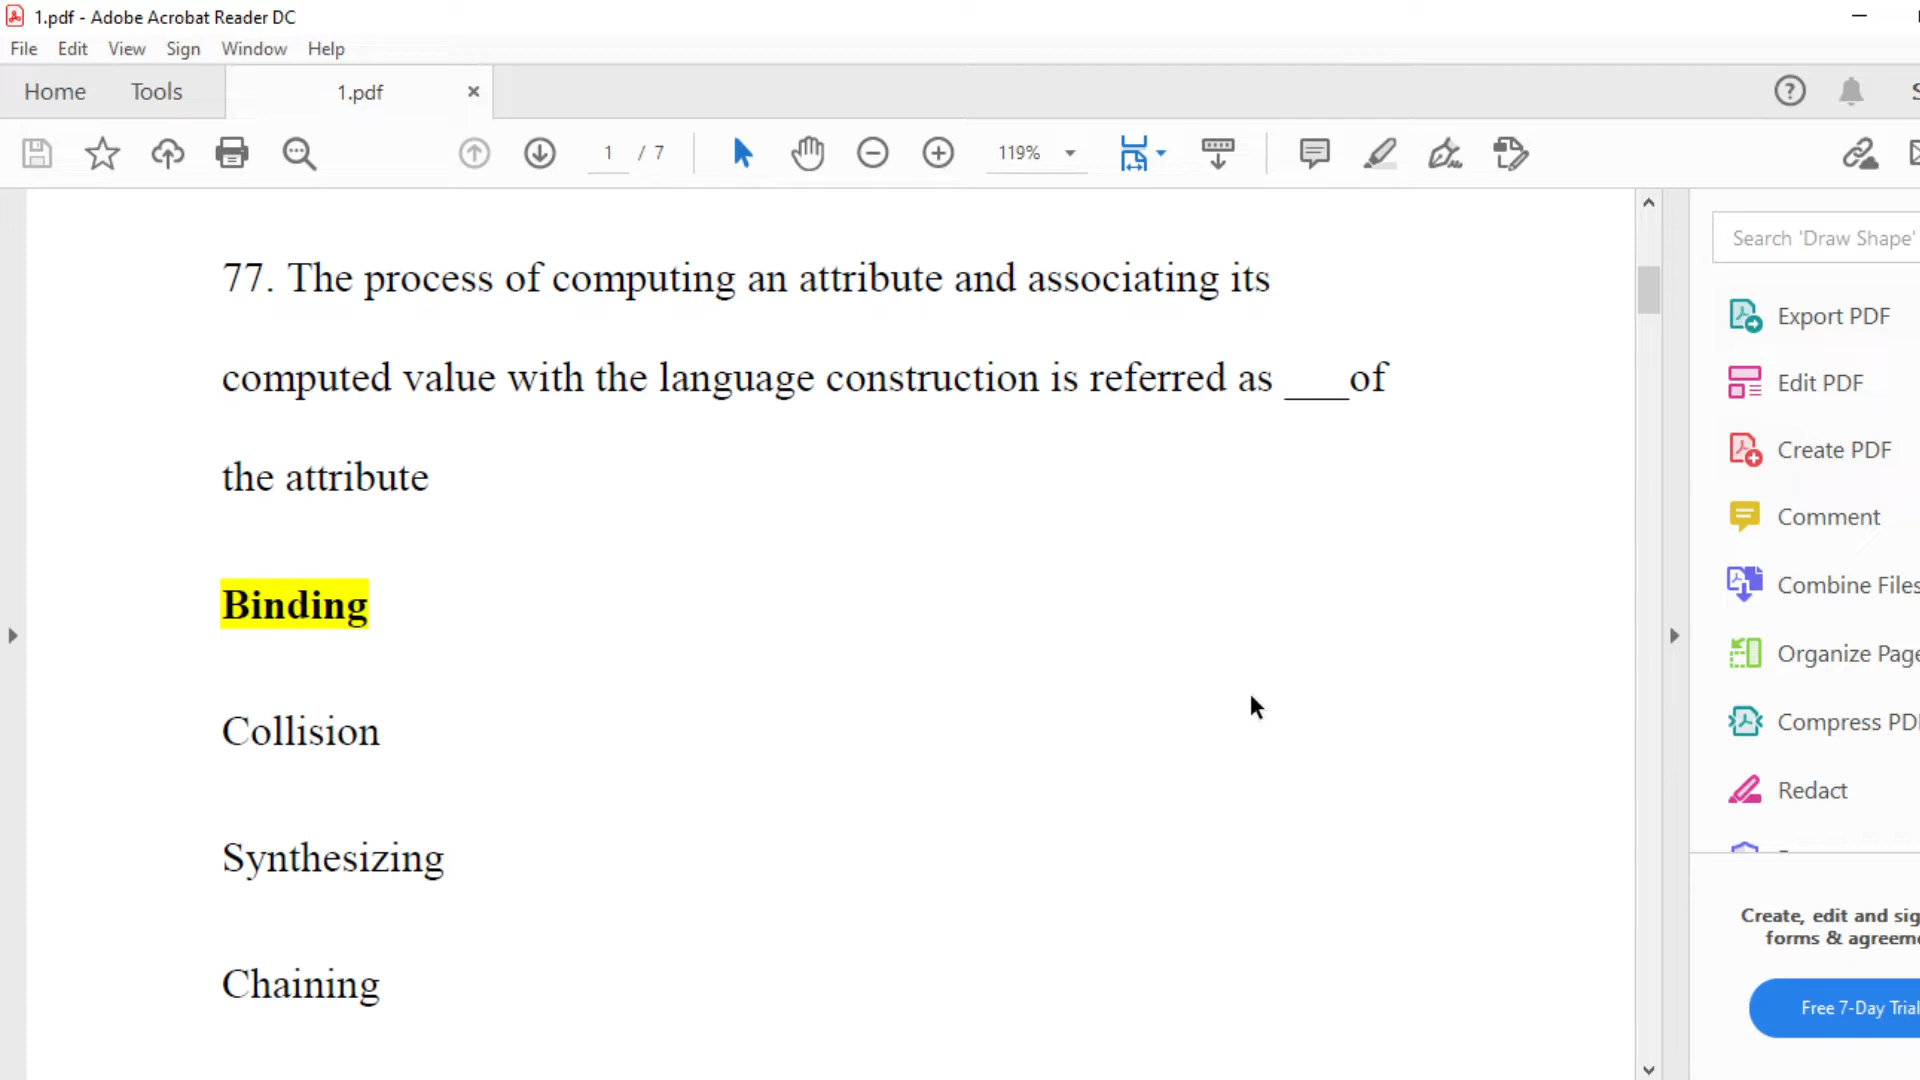 1.pdf - Adobe Acrobat Reader DC
File Edit View Sign Window Help
Home Tools 1.pdf
1 / 7 119%
Search 'Draw Shape'
77. The process of computing an attribute and associating its
computed value with the language construction is referred as ___of
the attribute
Binding
Collision
Synthesizing
Chaining
Export PDF
Edit PDF
Create PDF
Comment
Combine Files
Organize Page
Compress PDF
Redact
Create, edit and sig
forms & agreeme
Free 7-Day Trial